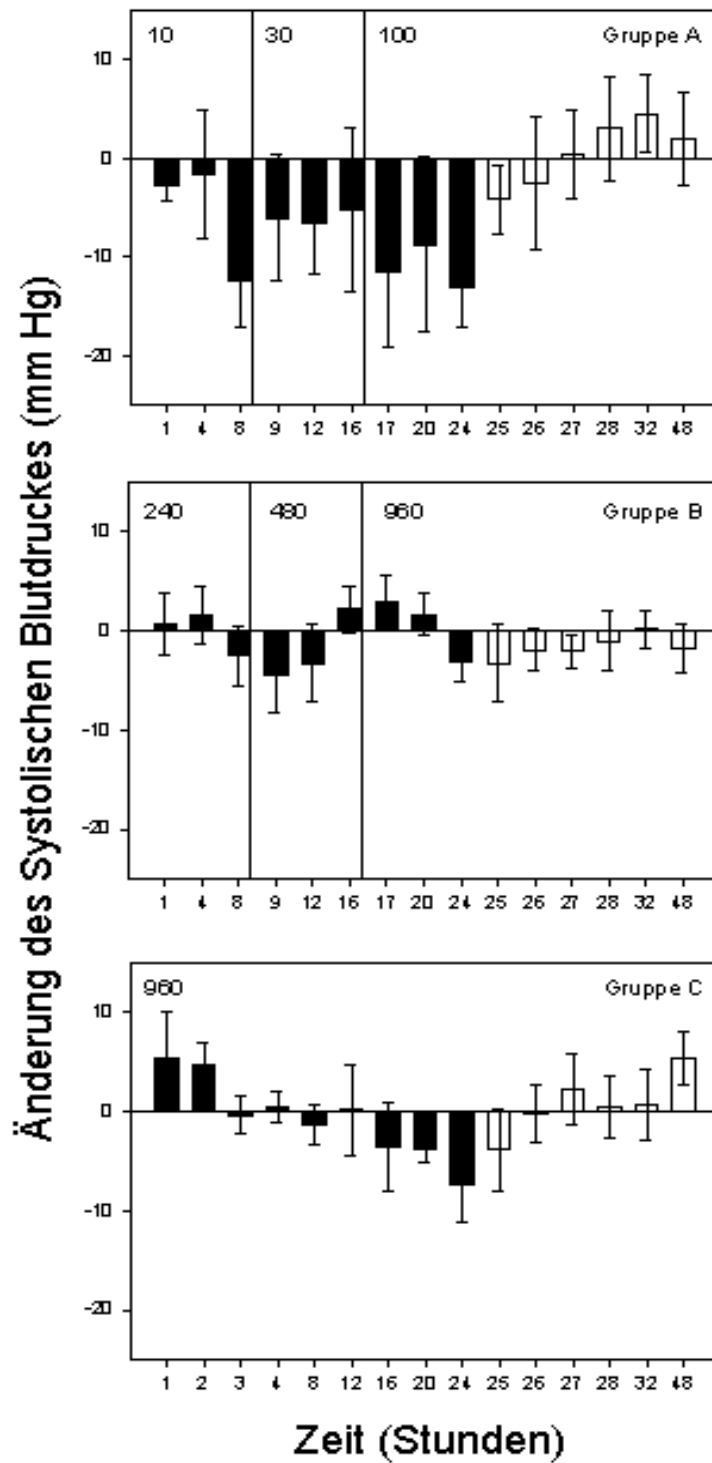 Änderung des Systolischen Blutdruckes (mm Hg)
10 30 100 Gruppe A
10
0
-10
-20
1 4 8 9 12 16 17 20 24 25 26 27 28 32 48
240 480 960 Gruppe B
10
0
-10
-20
1 4 8 9 12 16 17 20 24 25 26 27 28 32 48
960 Gruppe C
10
0
-10
-20
1 2 3 4 8 12 16 20 24 25 26 27 28 32 48
Zeit (Stunden)